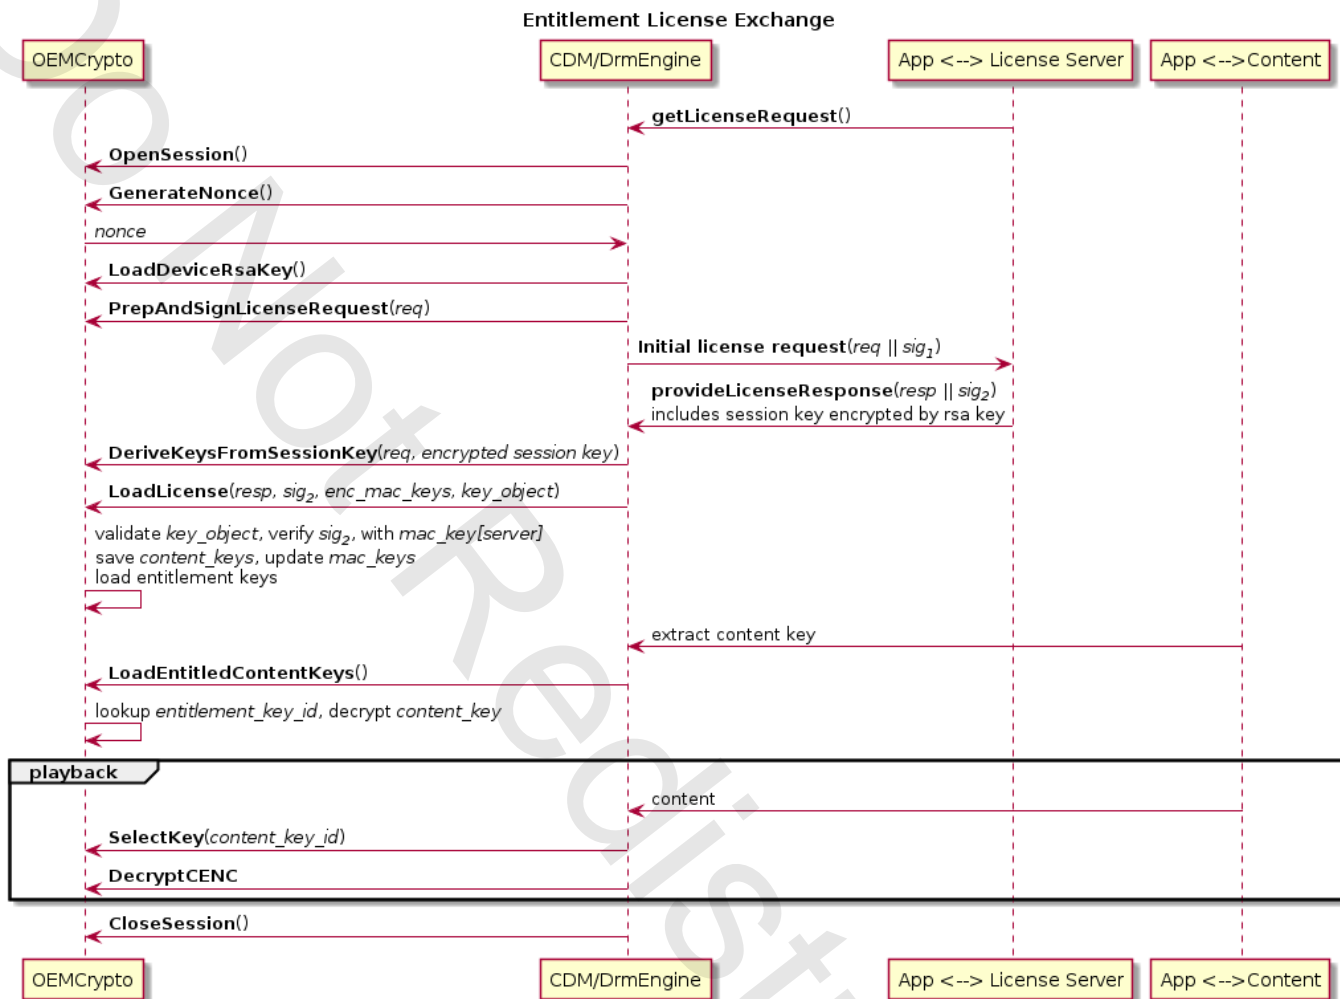 Entitlement License Exchange
OEMCrypto
CDM/DrmEngine
App <--> License Server
App <-->Content
getLicenseRequest()
OpenSession()
GenerateNonce()
nonce
LoadDeviceRsaKey()
PrepAndSignLicenseRequest(req)
Initial license request(req || sig1)
provideLicenseResponse(resp || sig2)
includes session key encrypted by rsa key
DeriveKeysFromSessionKey(req, encrypted session key)
LoadLicense(resp, sig2, enc_mac_keys, key_object)
validate key_object, verify sig2, with mac_key[server]
save content_keys, update mac_keys
load entitlement keys
extract content key
LoadEntitledContentKeys()
lookup entitlement_key_id, decrypt content_key
playback
content
SelectKey(content_key_id)
DecryptCENC
CloseSession()
OEMCrypto
CDM/DrmEngine
App <--> License Server
App <-->Content
Do Not Redistr